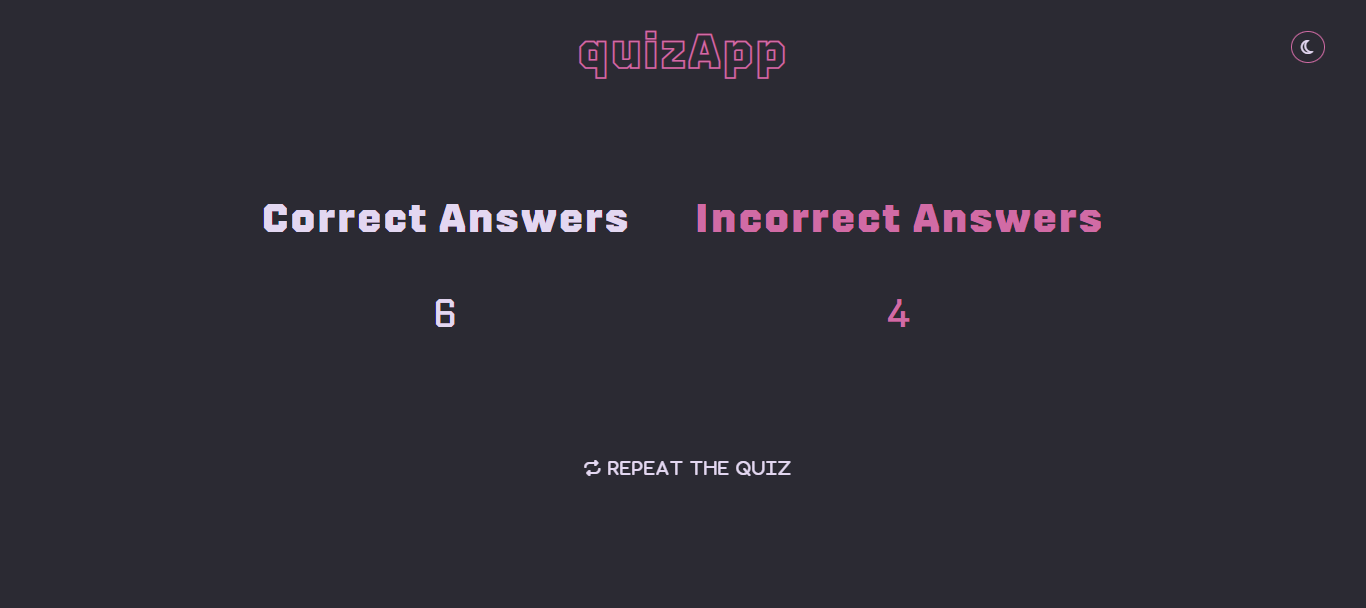 quizApp
Correct Answers
Incorrect Answers
6
4
REPEAT THE QUIZ